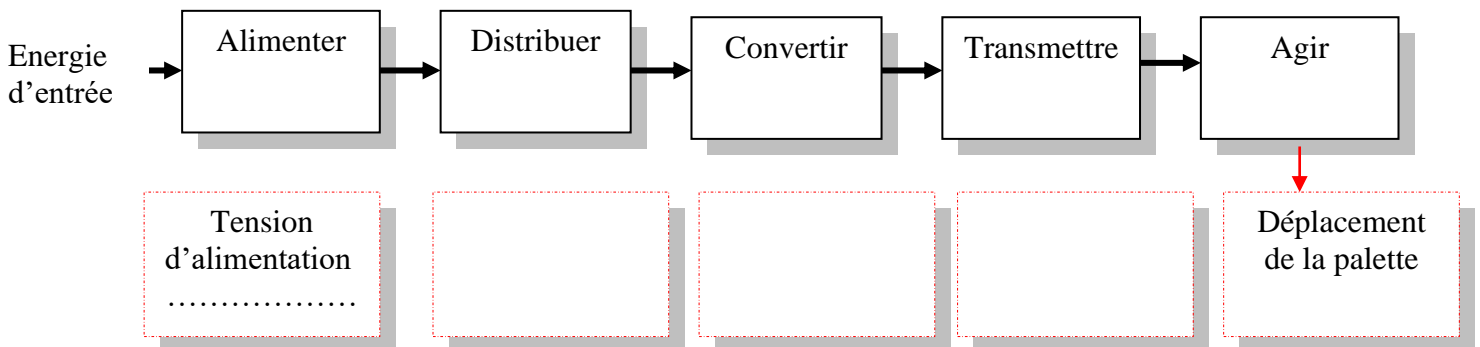 Energie
d’entrée
Alimenter
Distribuer
Convertir
Transmettre
Agir
Tension
d’alimentation
………………
Déplacement
de la palette